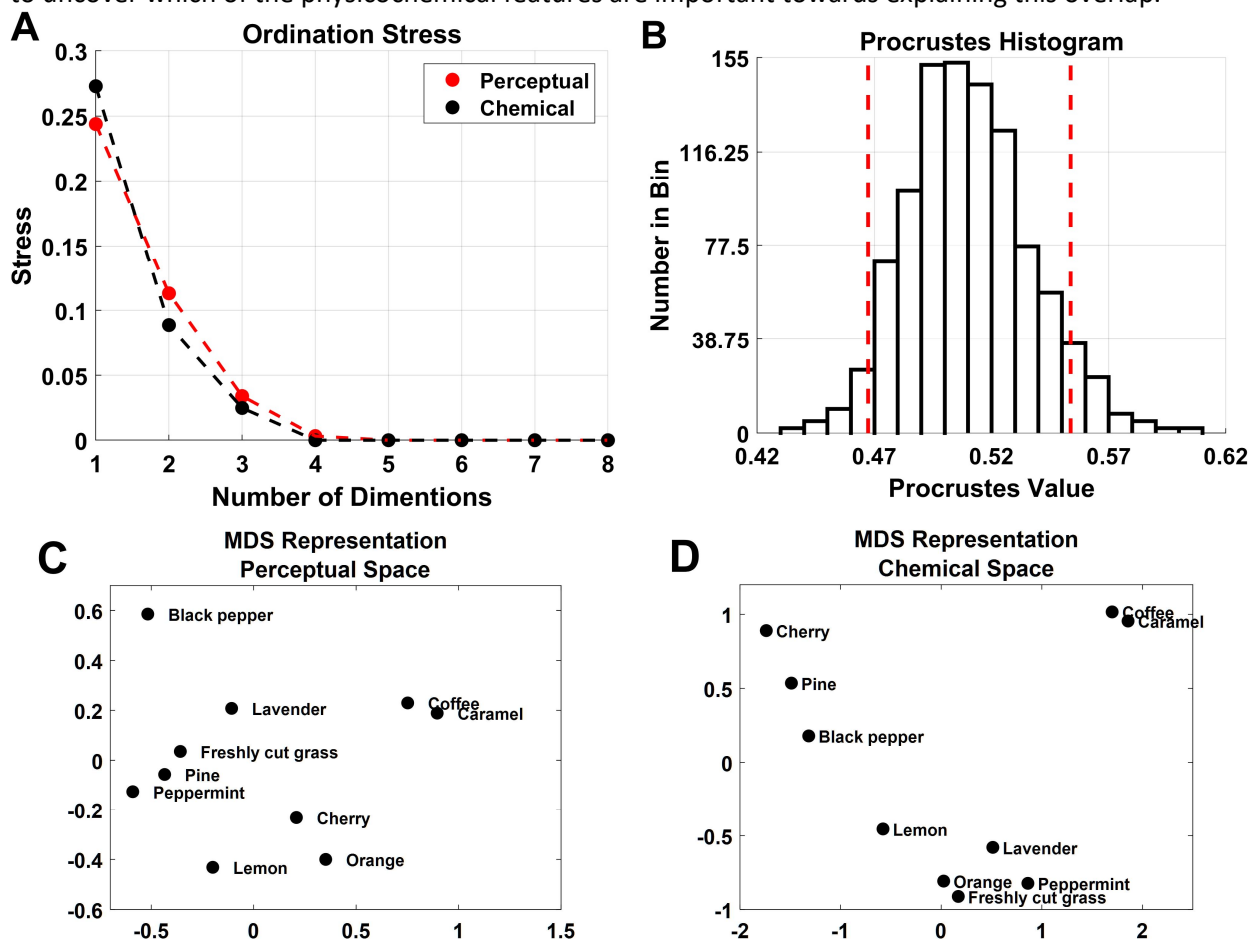 to uncover which of the physicochemical features are important towards explaining this overlap.
A
Ordination Stress
0.3
0.25
0.2
0.15
0.1
0.05
0
Stress
Perceptual
Chemical
1 2 3 4 5 6 7 8
Number of Dimentions
B
Procrustes Histogram
155
116.25
77.5
38.75
0
Number in Bin
0.42 0.47 0.52 0.57 0.62
Procrustes Value
C
MDS Representation
Perceptual Space
0.6
0.4
0.2
0
-0.2
-0.4
-0.6
Black pepper
Lavender
Coffee
Caramel
Freshly cut grass
Pine
Peppermint
Cherry
Orange
Lemon
-0.5 0 0.5 1 1.5
D
MDS Representation
Chemical Space
1
0.5
0
-0.5
-1
Coffee
Caramel
Cherry
Pine
Black pepper
Lemon
Lavender
Orange
Peppermint
Freshly cut grass
-2 -1 0 1 2